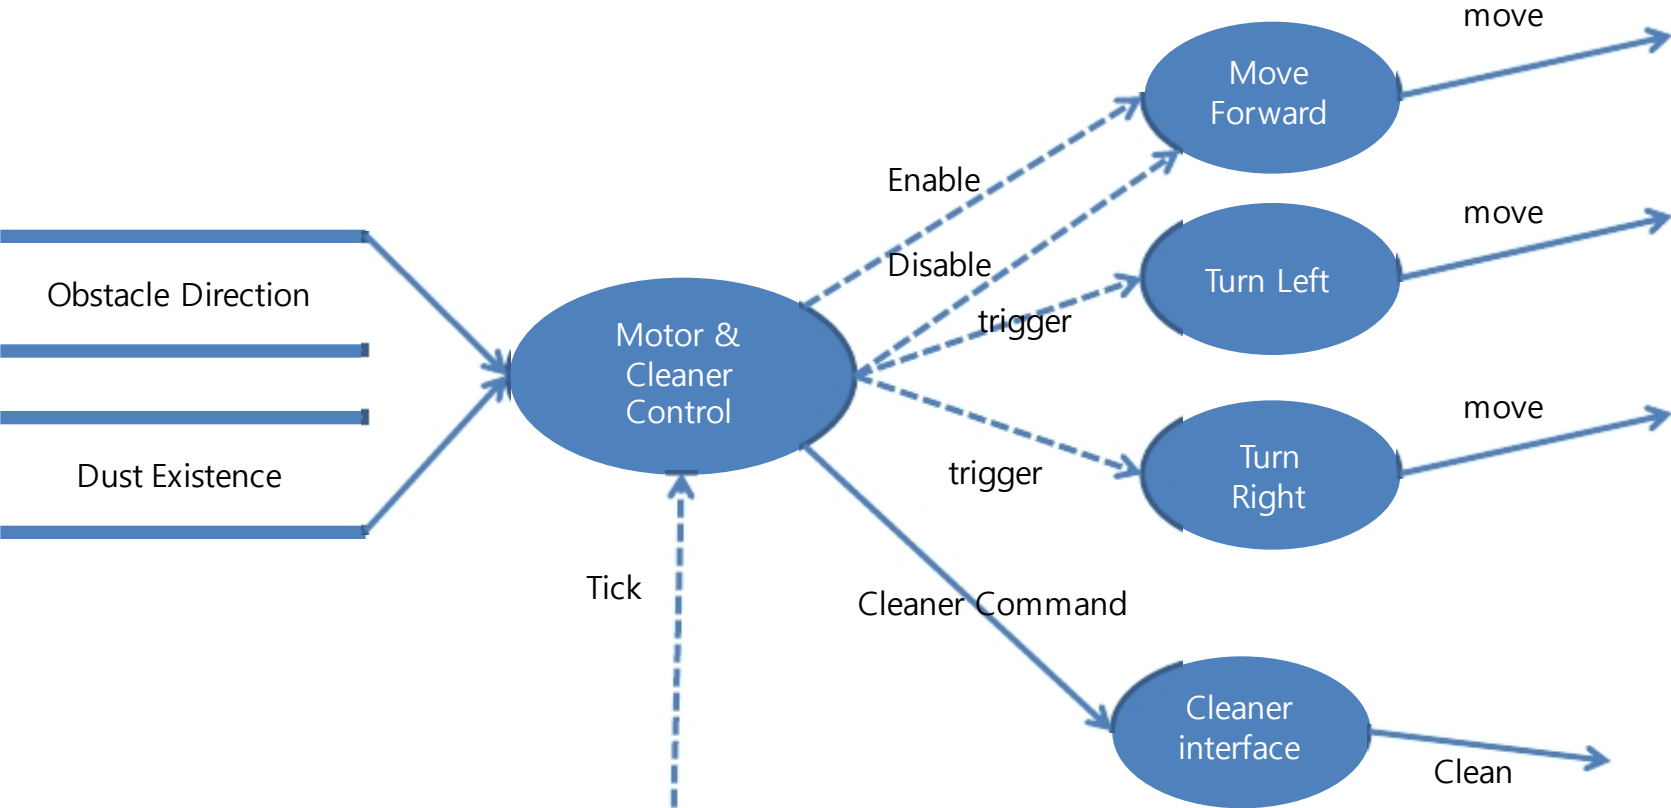 move
Move
Forward
Enable
move
Disable
Turn Left
Obstacle Direction
trigger
Motor &
Cleaner
Control
move
Turn
Right
trigger
Dust Existence
Tick
Cleaner Command
Cleaner
interface
Clean